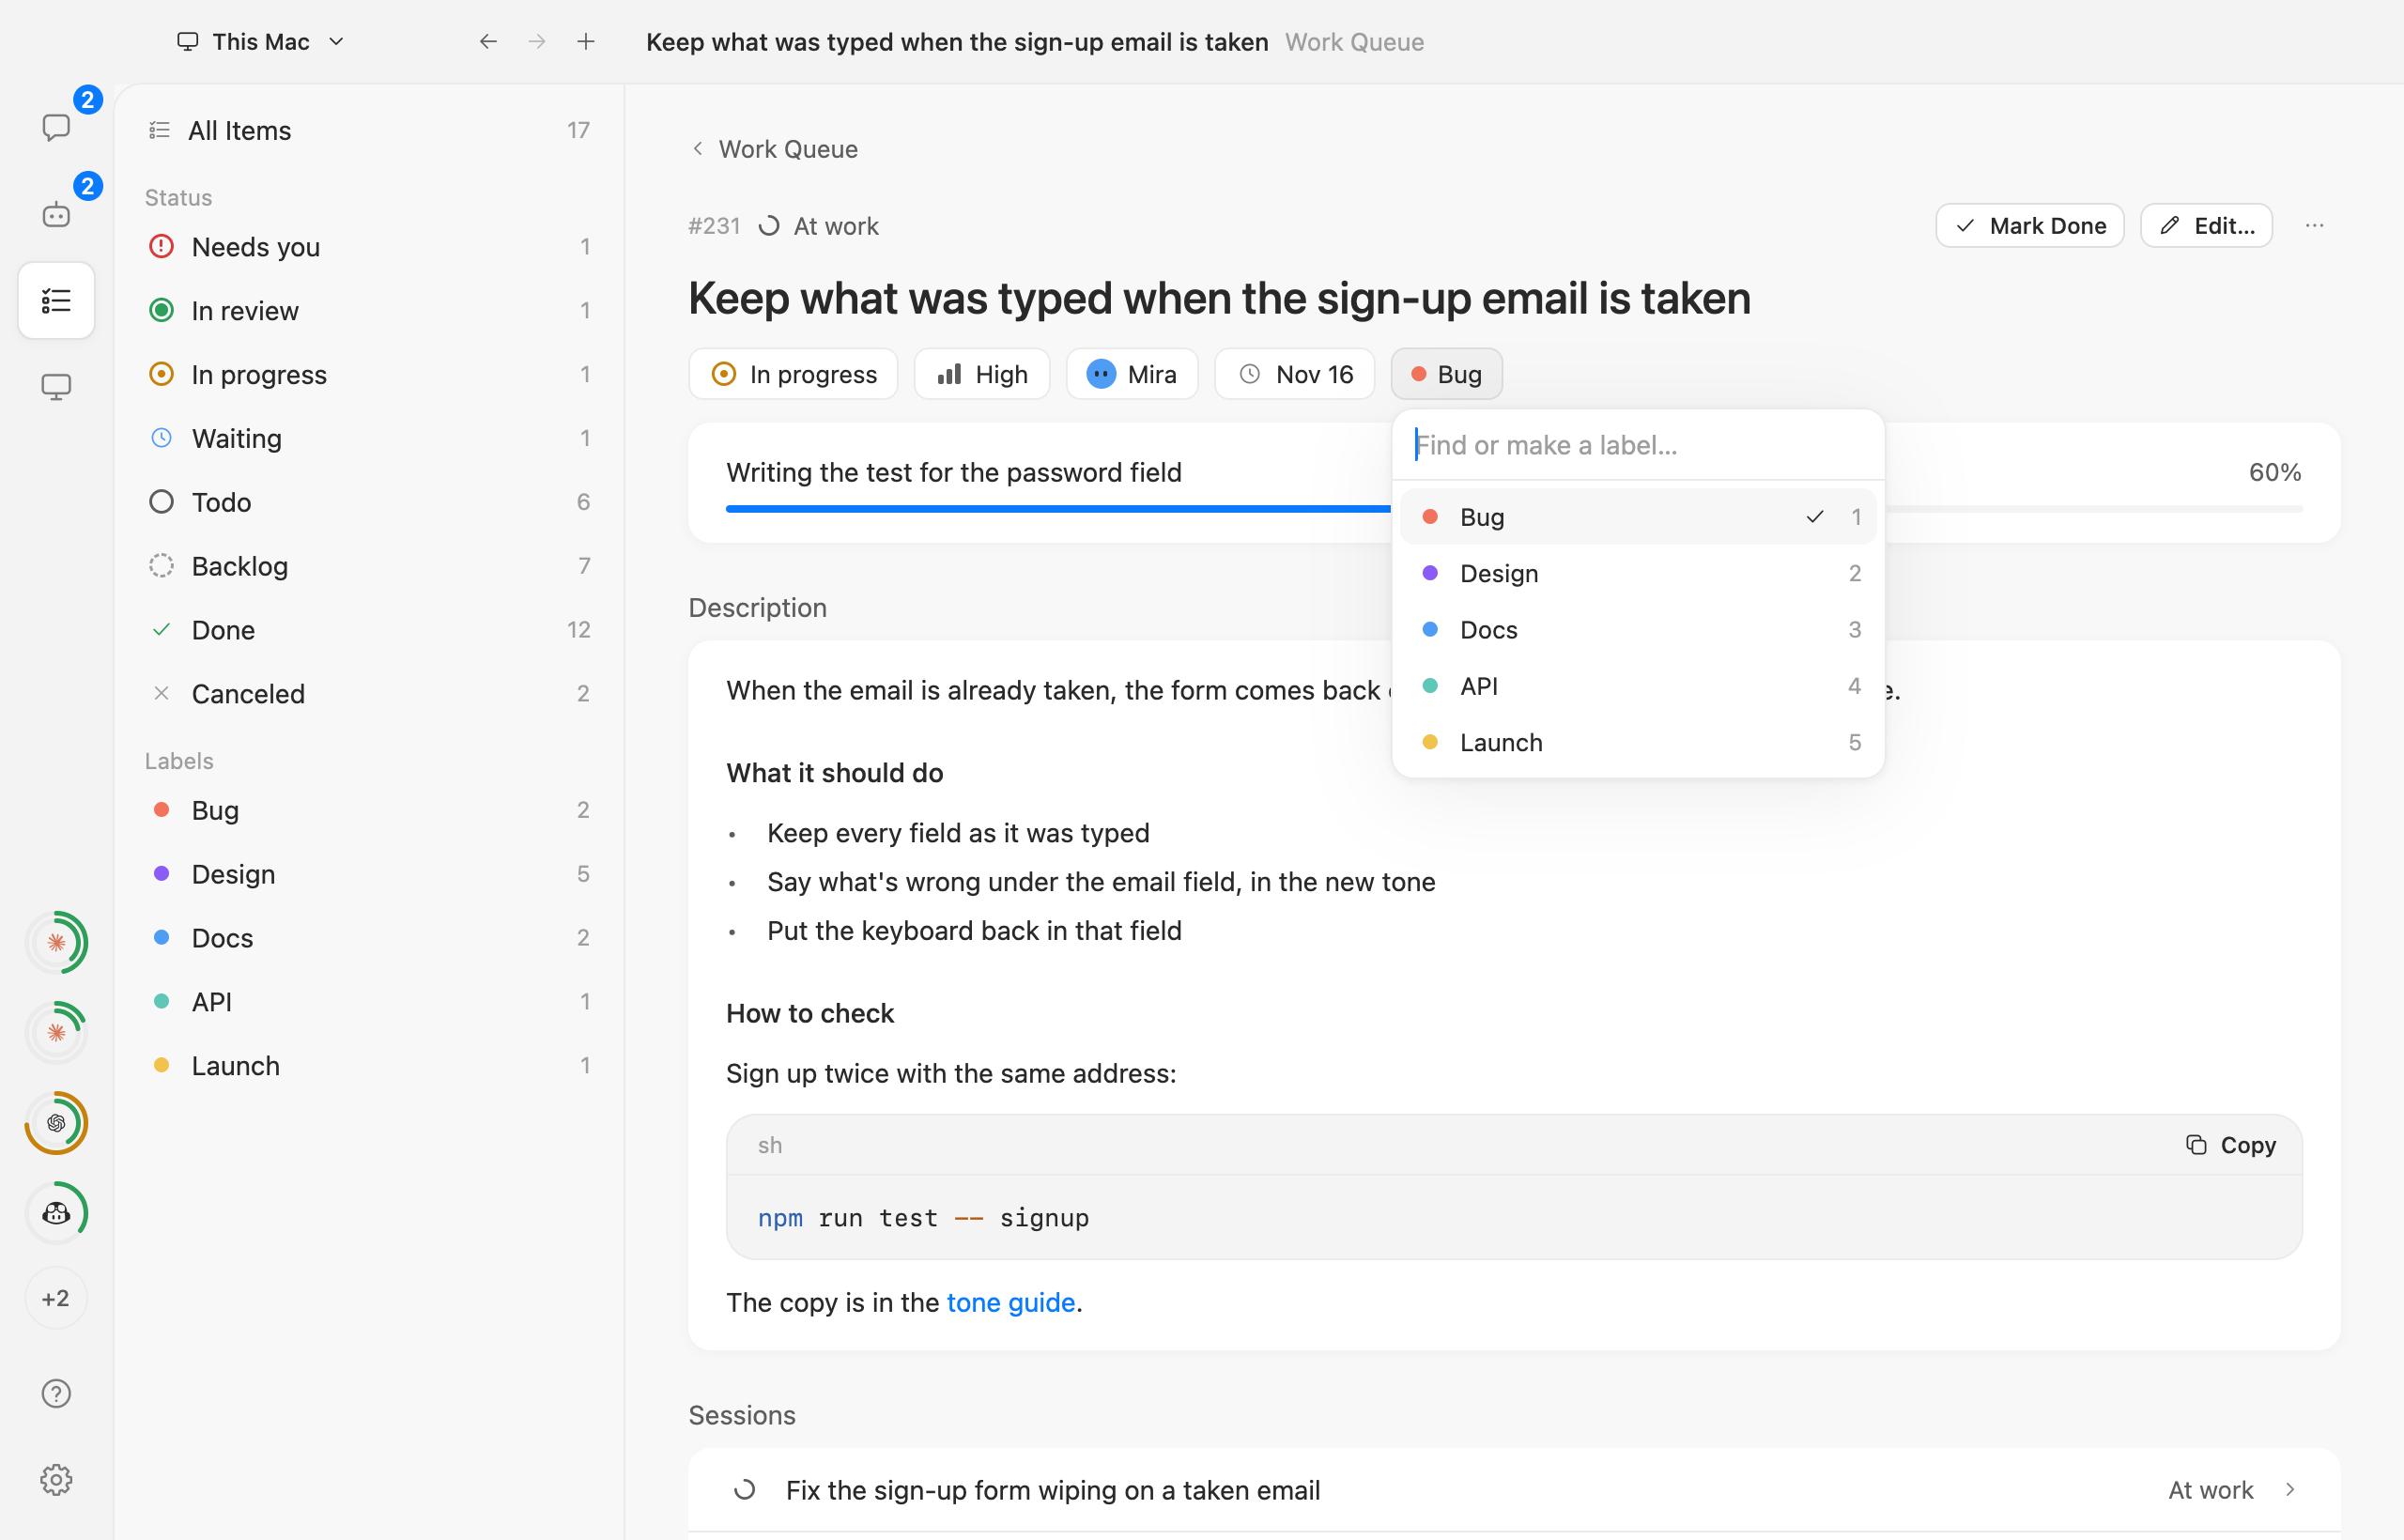 This Mac
Keep what was typed when the sign-up email is taken Work Queue
2
2
All Items 17
Status
Needs you 1
In review 1
In progress 1
Waiting 1
Todo 6
Backlog 7
Done 12
Canceled 2
Labels
Bug 2
Design 5
Docs 2
API 1
Launch 1
+2
Work Queue
#231 At work
Mark Done
Edit...
Keep what was typed when the sign-up email is taken
In progress
High
Mira
Nov 16
Bug
Find or make a label...
Bug 1
Design 2
Docs 3
API 4
Launch 5
Writing the test for the password field 60%
Description
When the email is already taken, the form comes back
What it should do
• Keep every field as it was typed
• Say what's wrong under the email field, in the new tone
• Put the keyboard back in that field
How to check
Sign up twice with the same address:
sh Copy
npm run test -- signup
The copy is in the tone guide.
Sessions
Fix the sign-up form wiping on a taken email At work